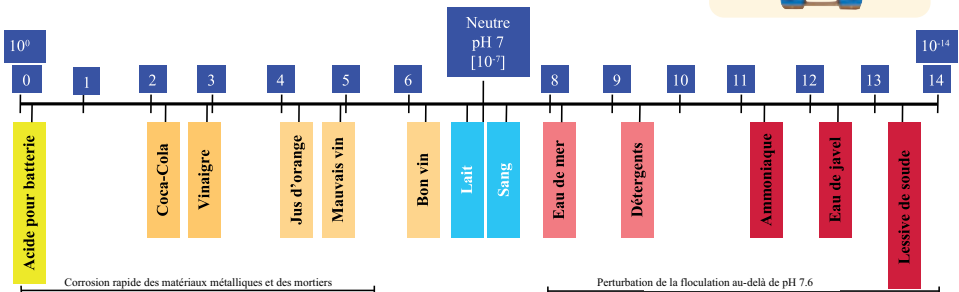 Neutre
pH 7
[10⁻⁷]
10⁰
10⁻¹⁴
0 1 2 3 4 5 6 8 9 10 11 12 13 14
Acide pour batterie
Coca-Cola
Vinaigre
Jus d'orange
Mauvais vin
Bon vin
Lait
Sang
Eau de mer
Détergents
Ammoniaque
Eau de javel
Lessive de soude
Corrosion rapide des matériaux métalliques et des mortiers
Perturbation de la floculation au-delà de pH 7.6